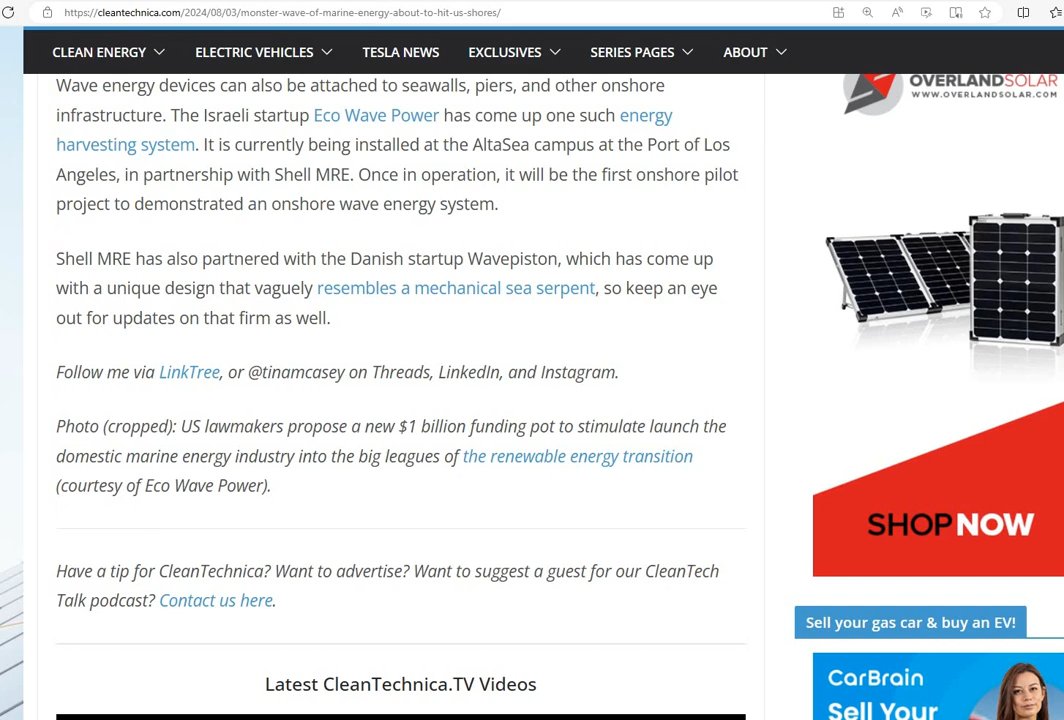 https://cleantechnica.com/2024/08/03/monster-wave-of-marine-energy-about-to-hit-us-shores/
CLEAN ENERGY ELECTRIC VEHICLES TESLA NEWS EXCLUSIVES SERIES PAGES ABOUT
Wave energy devices can also be attached to seawalls, piers, and other onshore
infrastructure. The Israeli startup Eco Wave Power has come up one such energy
harvesting system. It is currently being installed at the AltaSea campus at the Port of Los
Angeles, in partnership with Shell MRE. Once in operation, it will be the first onshore pilot
project to demonstrated an onshore wave energy system.
Shell MRE has also partnered with the Danish startup Wavepiston, which has come up
with a unique design that vaguely resembles a mechanical sea serpent, so keep an eye
out for updates on that firm as well.
Follow me via LinkTree, or @tinamcasey on Threads, LinkedIn, and Instagram.
Photo (cropped): US lawmakers propose a new $1 billion funding pot to stimulate launch the
domestic marine energy industry into the big leagues of the renewable energy transition
(courtesy of Eco Wave Power).
Have a tip for CleanTechnica? Want to advertise? Want to suggest a guest for our CleanTech
Talk podcast? Contact us here.
Latest CleanTechnica.TV Videos
OVERLANDSOLAR
WWW.OVERLANDSOLAR.COM
SHOP NOW
Sell your gas car & buy an EV!
CarBrain
Sell Your